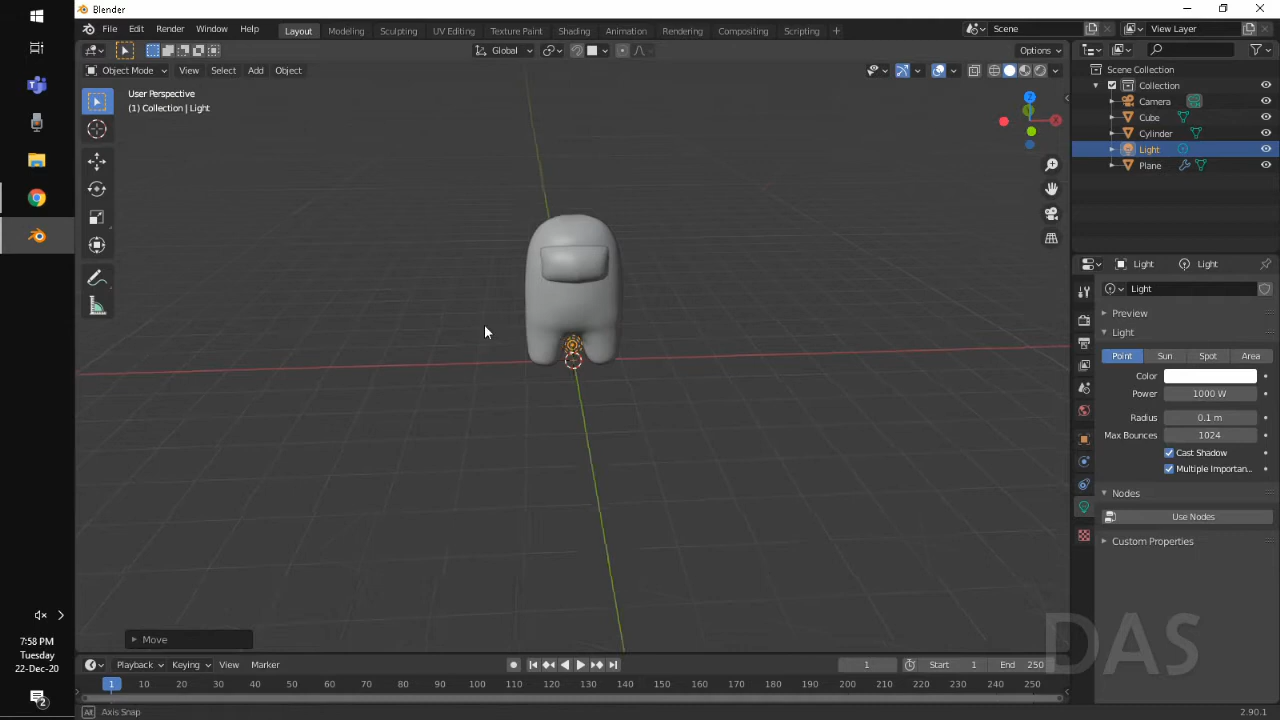 Blender
File Edit Render Window Help
Layout Modeling Sculpting UV Editing Texture Paint Shading Animation Rendering Compositing Scripting +
Scene View Layer
Global Options
Object Mode View Select Add Object
User Perspective
(1) Collection | Light
Scene Collection
Collection
Camera
Cube
Cylinder
Light
Plane
Z
X
Light Light
Light
Preview
Light
Point Sun Spot Area
Color
Power 1000 W
Radius 0.1 m
Max Bounces 1024
Cast Shadow
Multiple Importan...
Nodes
Use Nodes
Custom Properties
Move
DAS
Playback Keying View Marker
1 Start 1 End 250
1 10 20 30 40 50 60 70 80 90 100 110 120 130 140 150 160 170 180 190 200 210 220 230 240 250
Alt Axis Snap 2.90.1
7:58 PM
Tuesday
22-Dec-20
2